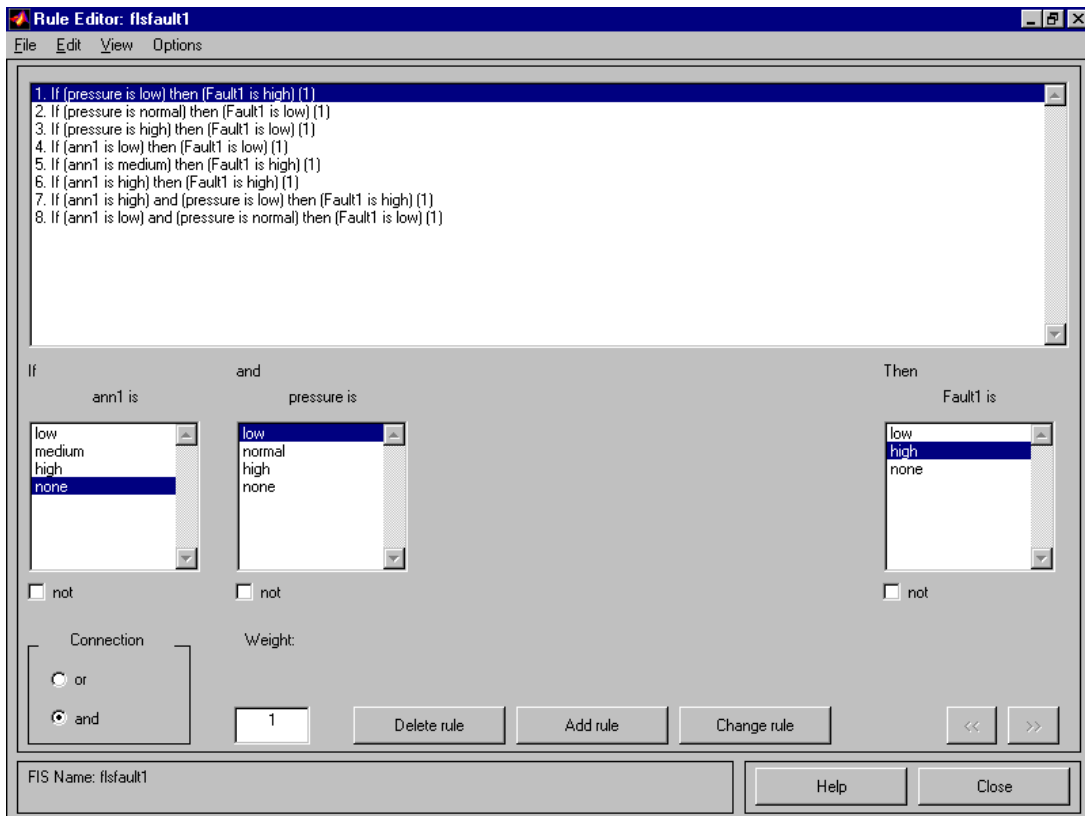 Rule Editor: flsfault1
File Edit View Options
1. If (pressure is low) then (Fault1 is high) (1)
2. If (pressure is normal) then (Fault1 is low) (1)
3. If (pressure is high) then (Fault1 is low) (1)
4. If (ann1 is low) then (Fault1 is low) (1)
5. If (ann1 is medium) then (Fault1 is high) (1)
6. If (ann1 is high) then (Fault1 is high) (1)
7. If (ann1 is high) and (pressure is low) then (Fault1 is high) (1)
8. If (ann1 is low) and (pressure is normal) then (Fault1 is low) (1)
If
ann1 is
low
medium
high
none
not
and
pressure is
low
normal
high
none
not
Then
Fault1 is
low
high
none
not
Connection
or
and
Weight:
1
Delete rule
Add rule
Change rule
<<
>>
FIS Name: flsfault1
Help
Close